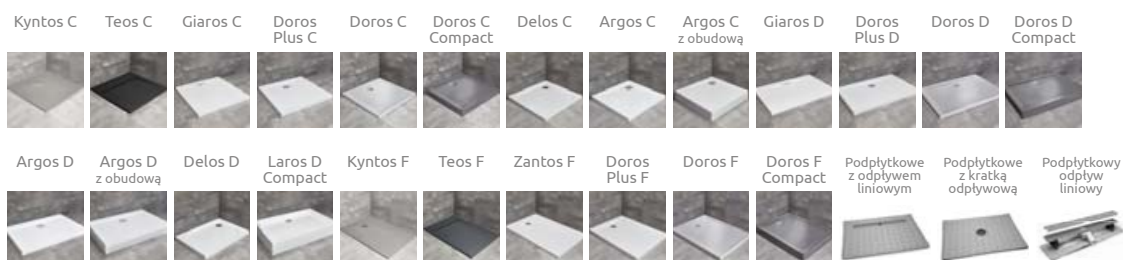 Kyntos C
Teos C
Giaros C
Doros
Plus C
Doros C
Doros C
Compact
Delos C
Argos C
Argos C
z obudową
Giaros D
Doros
Plus D
Doros D
Doros D
Compact
Argos D
Argos D
z obudową
Delos D
Laros D
Compact
Kyntos F
Teos F
Zantos F
Doros
Plus F
Doros F
Doros F
Compact
Podpłytkowe
z odpływem
liniowym
Podpłytkowe
z kratką
odpływową
Podpłytkowy
odpływ
liniowy